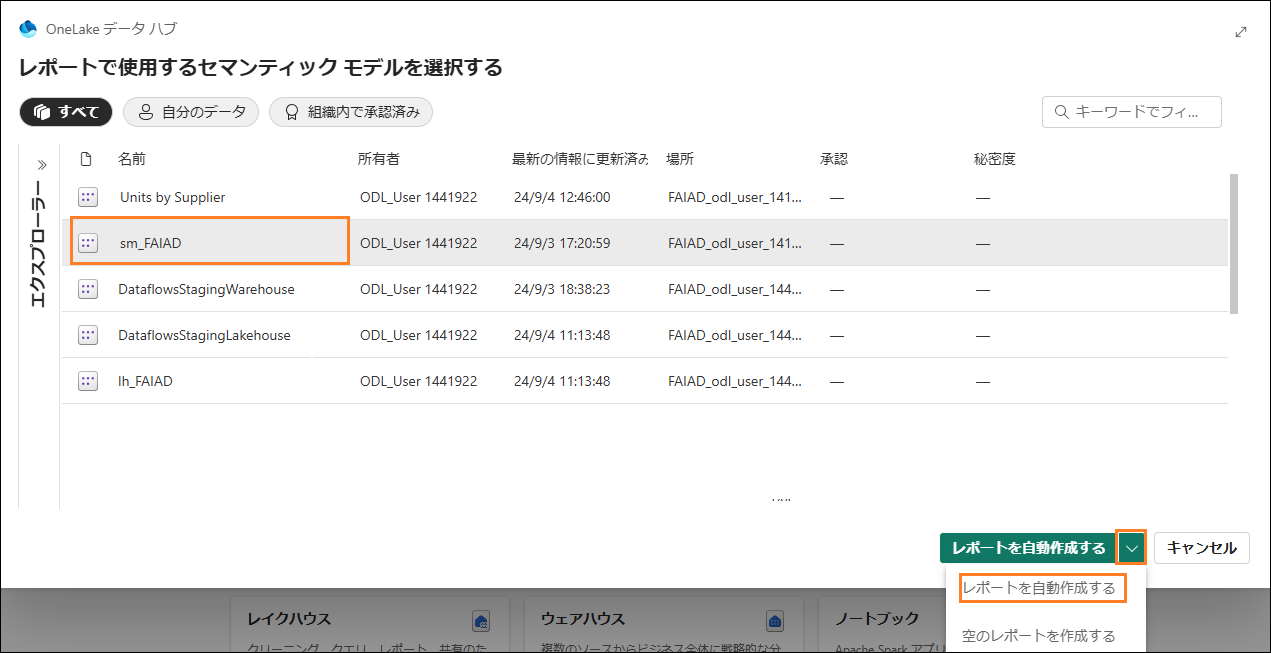 OneLake データ ハブ
レポートで使用するセマンティック モデルを選択する
すべて 自分のデータ 組織内で承認済み キーワードでフィ...
エクスプローラー
名前 所有者 最新の情報に更新済み 場所 承認 秘密度
Units by Supplier ODL_User 1441922 24/9/4 12:46:00 FAIAD_odl_user_141... — —
sm_FAIAD ODL_User 1441922 24/9/3 17:20:59 FAIAD_odl_user_141... — —
DataflowsStagingWarehouse ODL_User 1441922 24/9/3 18:38:23 FAIAD_odl_user_144... — —
DataflowsStagingLakehouse ODL_User 1441922 24/9/4 11:13:48 FAIAD_odl_user_144... — —
lh_FAIAD ODL_User 1441922 24/9/4 11:13:48 FAIAD_odl_user_144... — —
レポートを自動作成する キャンセル
レポートを自動作成する
空のレポートを作成する
レイクハウス ウェアハウス ノートブック
クリーニング、クエリ、レポート、共有のた 複数のソースからビジネス全体に戦略的な分 Apache Spark アプリ